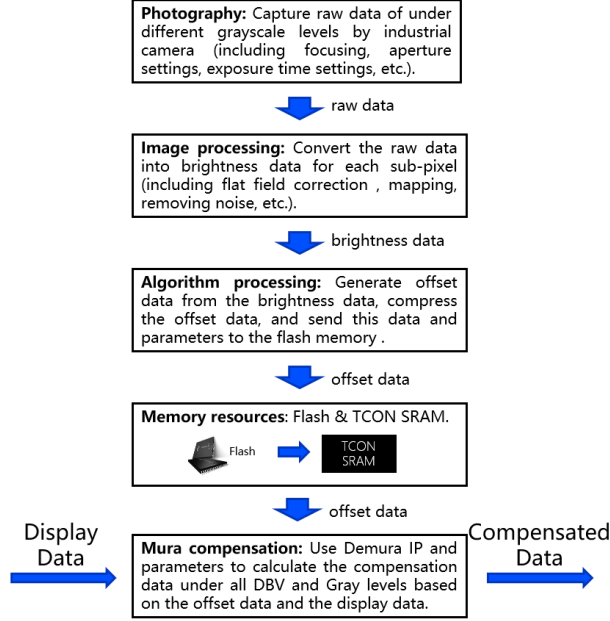 Photography: Capture raw data of under
different grayscale levels by industrial
camera (including focusing, aperture
settings, exposure time settings, etc.).
raw data
Image processing: Convert the raw data
into brightness data for each sub-pixel
(including flat field correction , mapping,
removing noise, etc.).
brightness data
Algorithm processing: Generate offset
data from the brightness data, compress
the offset data, and send this data and
parameters to the flash memory .
offset data
Memory resources: Flash & TCON SRAM.
Flash
TCON
SRAM
offset data
Display
Data
Mura compensation: Use Demura IP and
parameters to calculate the compensation
data under all DBV and Gray levels based
on the offset data and the display data.
Compensated
Data